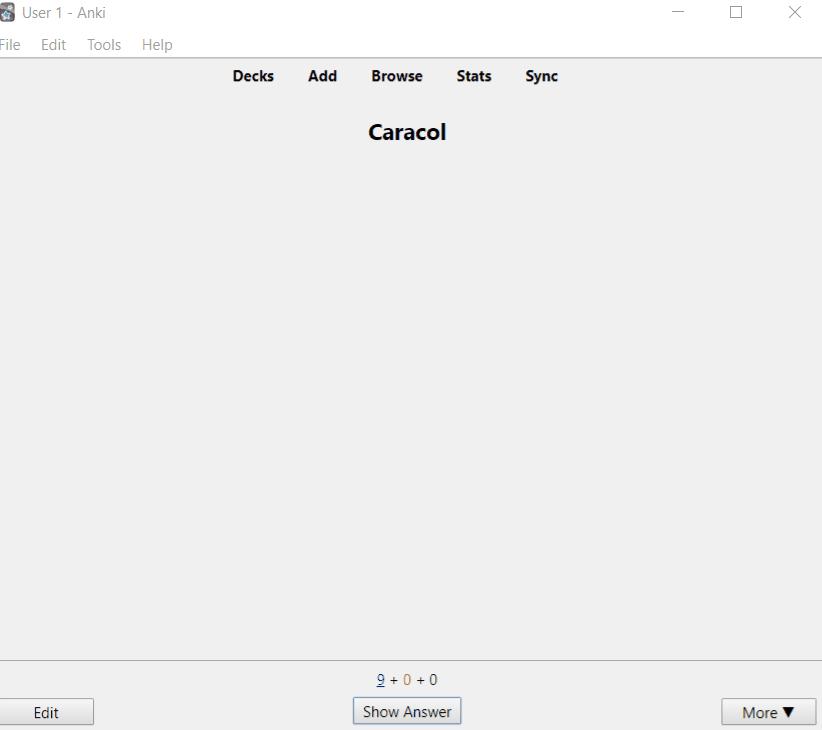 User 1 - Anki
File Edit Tools Help
Decks Add Browse Stats Sync
Caracol
9 + 0 + 0
Edit Show Answer More ▼